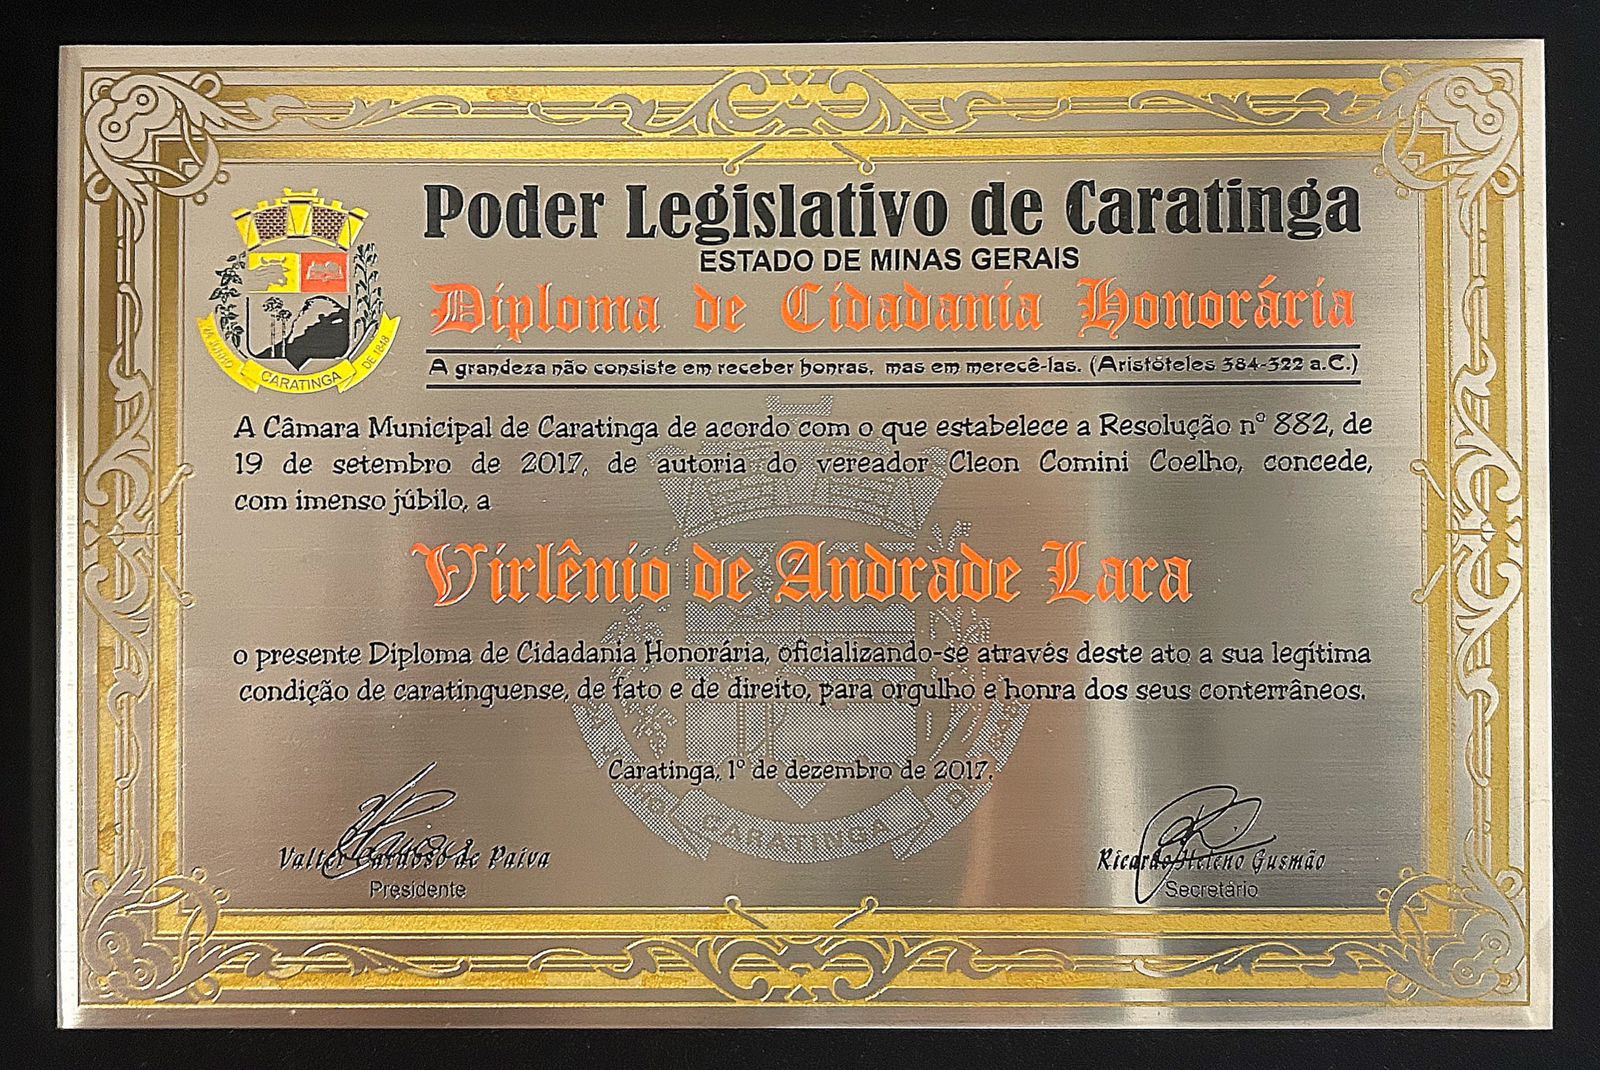 Poder Legislativo de Caratinga
ESTADO DE MINAS GERAIS
Diploma de Cidadania Honorária
A grandeza não consiste em receber honras, mas em merecê-las. (Aristóteles 384-322 a.C.)
CARATINGA
DE 1848
A Câmara Municipal de Caratinga de acordo com o que estabelece a Resolução nº 882, de
19 de setembro de 2017, de autoria do vereador Cleon Comini Coelho, concede,
com imenso júbilo, a
Virlênio de Andrade Lara
o presente Diploma de Cidadania Honorária, oficializando-se através deste ato a sua legítima
condição de caratinguense, de fato e de direito, para orgulho e honra dos seus conterrâneos.
Caratinga, 1º de dezembro de 2017.
CARATINGA
Valter Cardoso de Paiva
Presidente
Ricardo Heleno Gusmão
Secretário